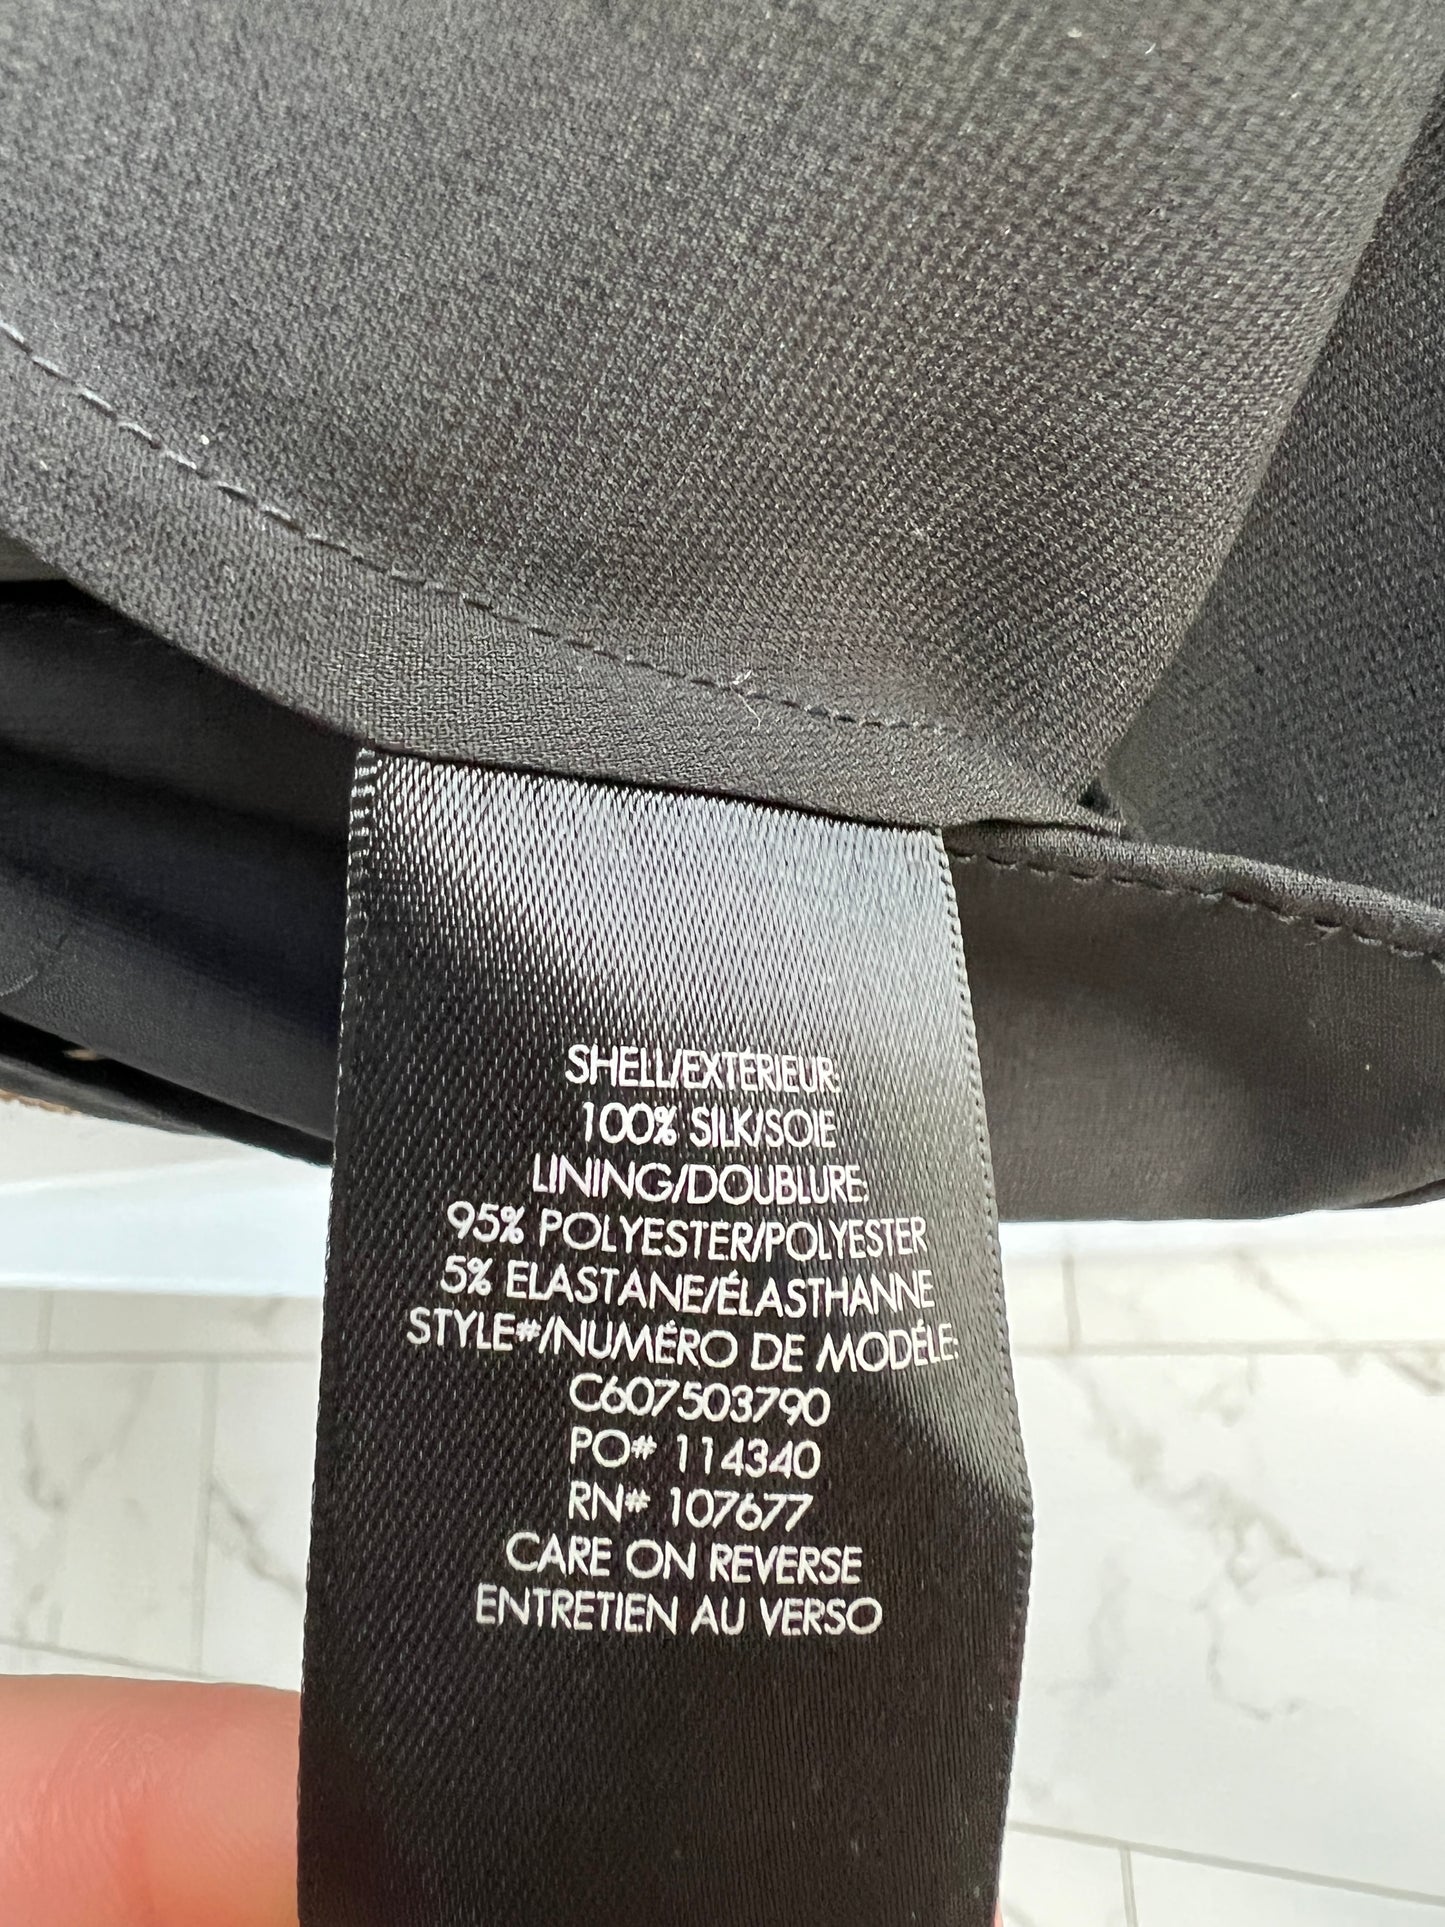 SHELL/EXTÉRIEUR:
100% SILK/SOIE
LINING/DOUBLURE:
95% POLYESTER/POLYESTER
5% ELASTANE/ÉLASTHANNE
STYLE#/NUMÉRO DE MODÉLE:
C607503790
PO# 114340
RN# 107677
CARE ON REVERSE
ENTRETIEN AU VERSO